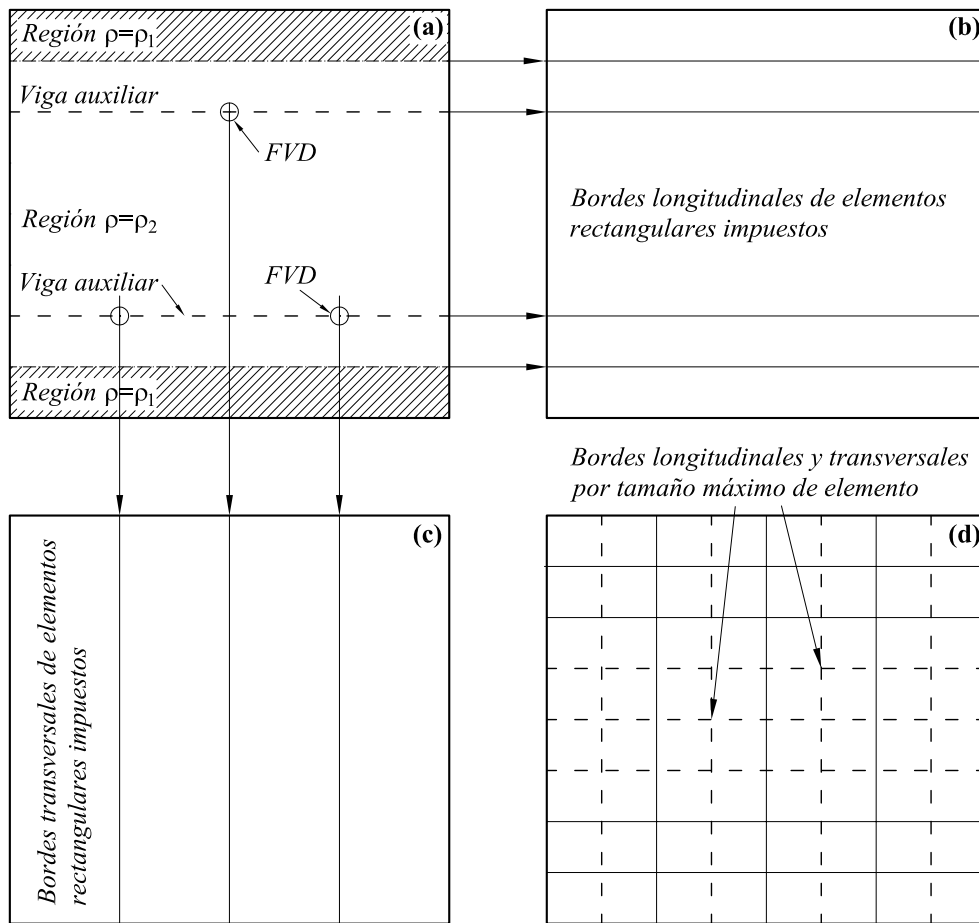 Región ρ=ρ1
(a)
Viga auxiliar
FVD
Región ρ=ρ2
Viga auxiliar
FVD
Región ρ=ρ1
(b)
Bordes longitudinales de elementos
rectangulares impuestos
(c)
Bordes transversales de elementos
rectangulares impuestos
Bordes longitudinales y transversales
por tamaño máximo de elemento
(d)